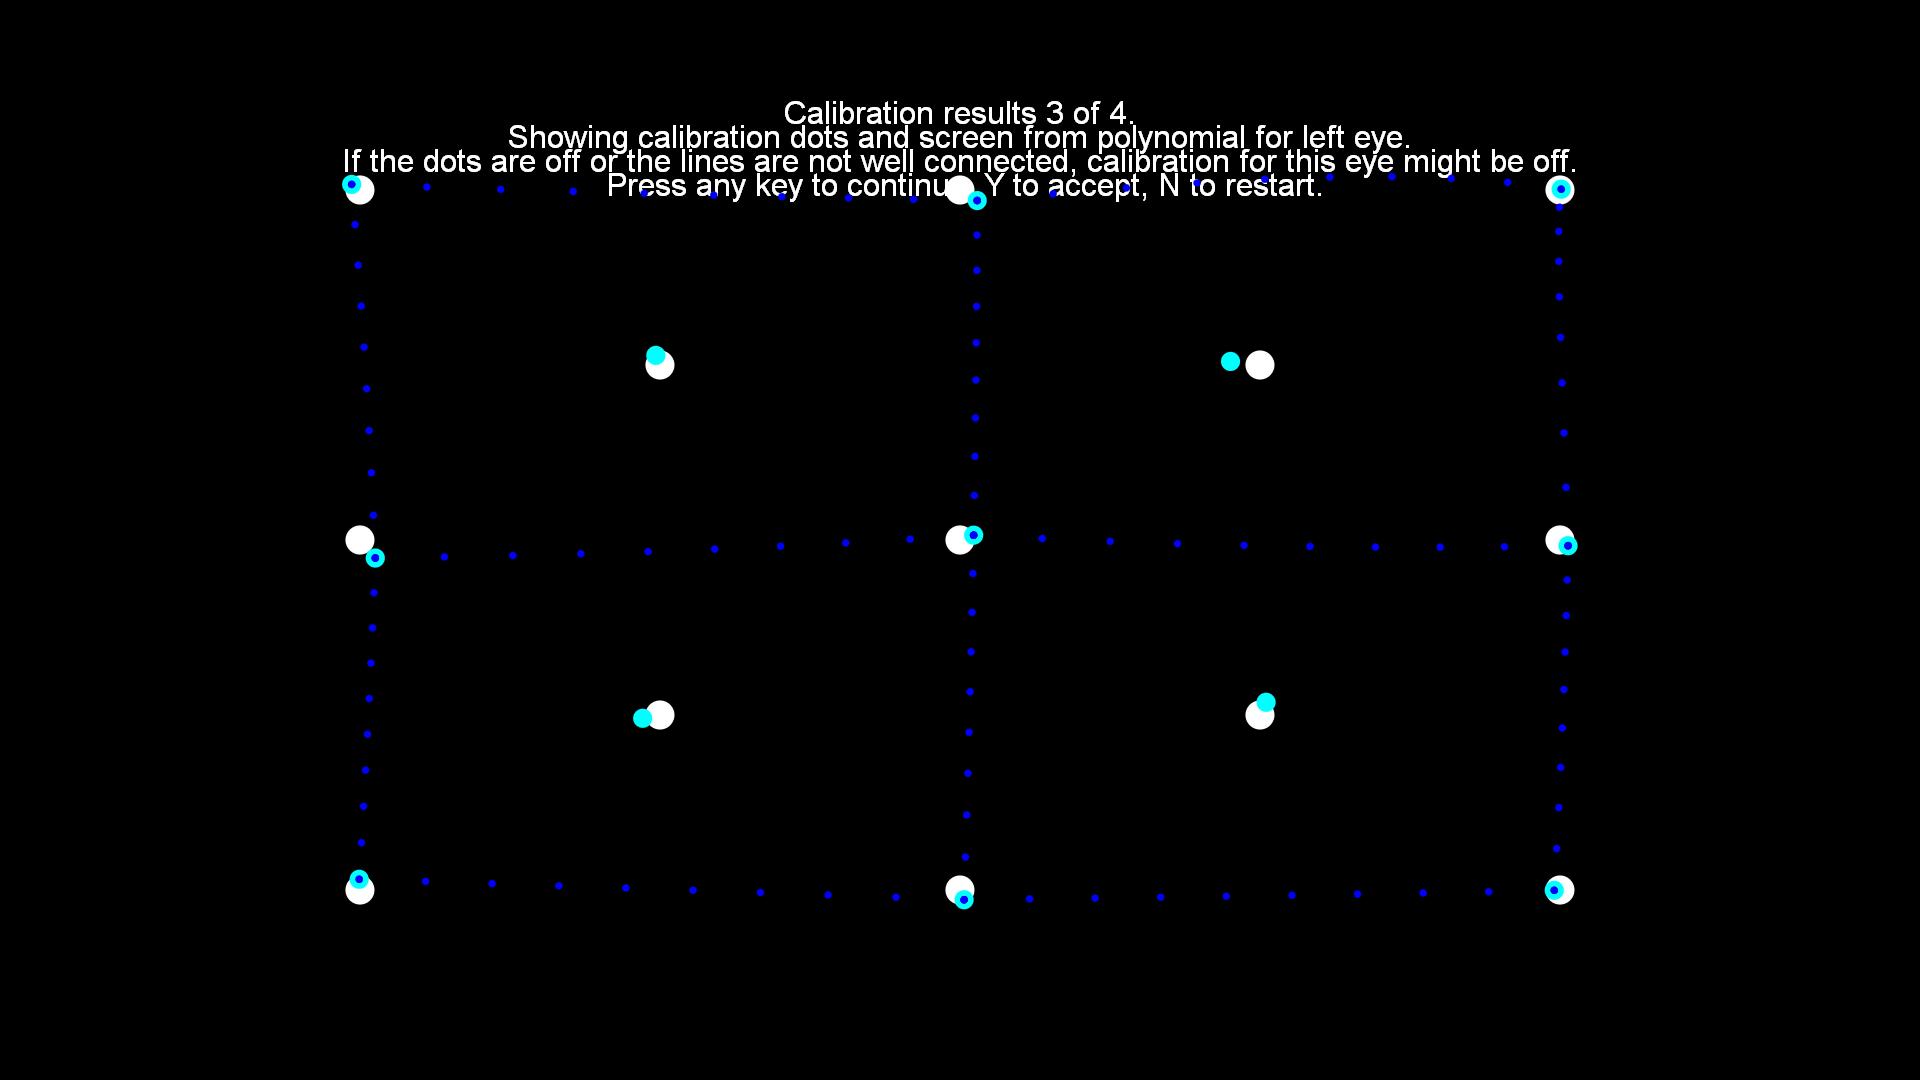 Calibration results 3 of 4.
Showing calibration dots and screen from polynomial for left eye.
If the dots are off or the lines are not well connected, calibration for this eye might be off.
Press any key to continue, Y to accept, N to restart.